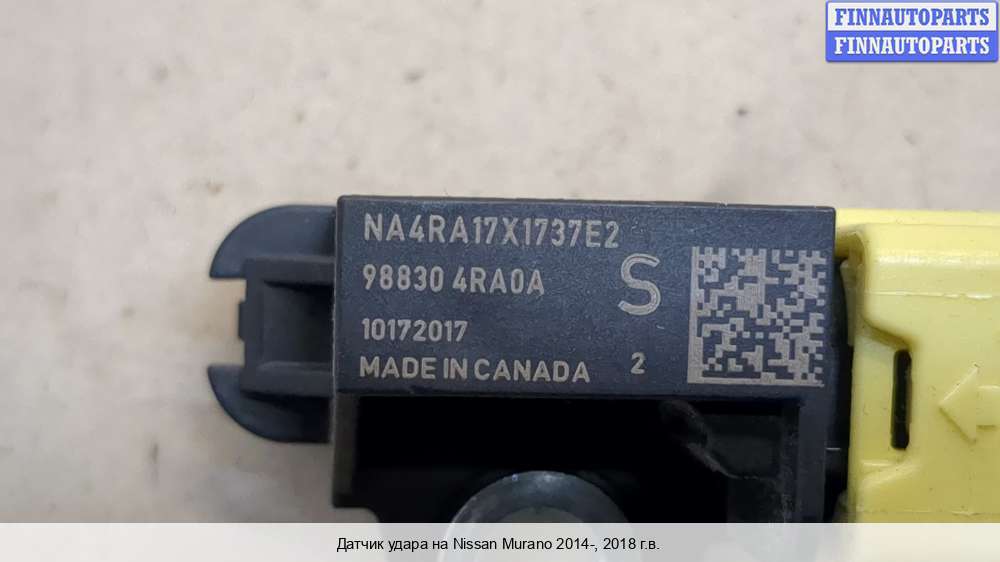 FINNAUTOPARTS
FINNAUTOPARTS
NA4RA17X1737E2
98830 4RA0A
S
10172017
MADE IN CANADA 2
Датчик удара на Nissan Murano 2014-, 2018 г.в.